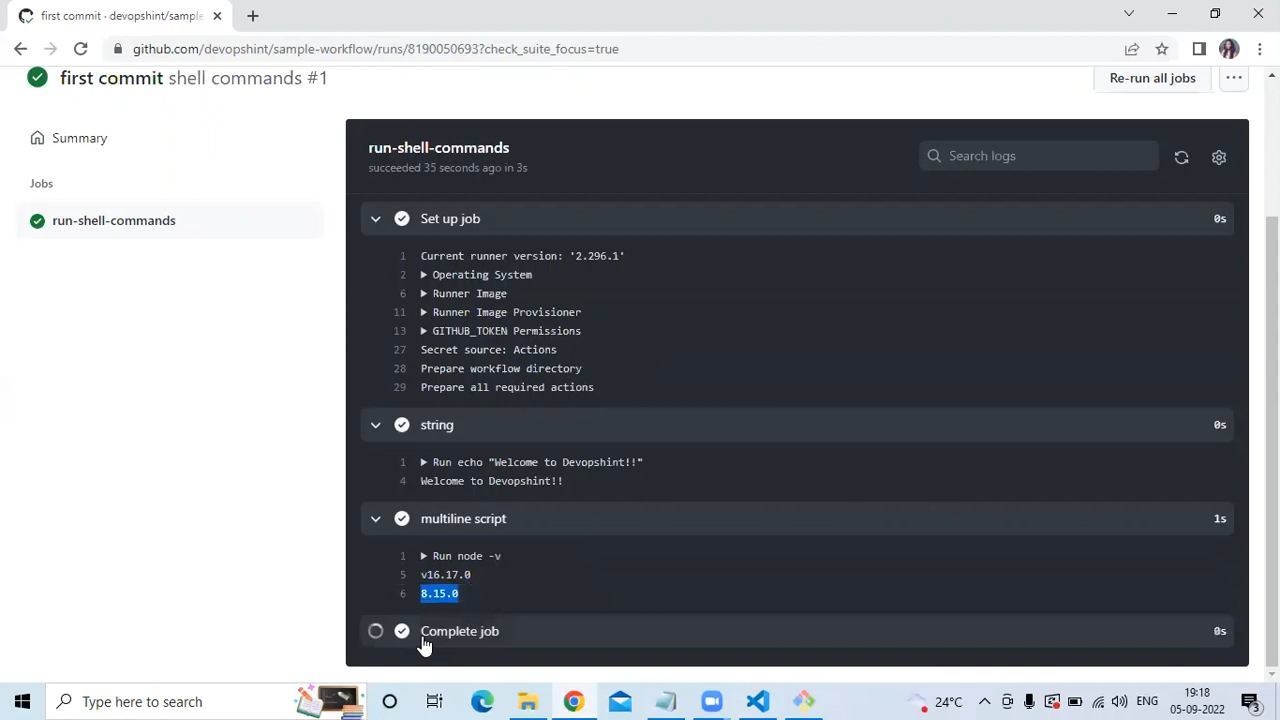 first commit · devopshint/sample
github.com/devopshint/sample-workflow/runs/8190050693?check_suite_focus=true
first commit shell commands #1
Re-run all jobs
Summary
Jobs
run-shell-commands
run-shell-commands
succeeded 35 seconds ago in 3s
Search logs
Set up job 0s
1 Current runner version: '2.296.1'
2 Operating System
6 Runner Image
11 Runner Image Provisioner
13 GITHUB_TOKEN Permissions
27 Secret source: Actions
28 Prepare workflow directory
29 Prepare all required actions
string 0s
1 Run echo "Welcome to Devopshint!!"
4 Welcome to Devopshint!!
multiline script 1s
1 Run node -v
5 v16.17.0
6 8.15.0
Complete job 0s
Type here to search
24°C
ENG
19:18
05-09-2022
3